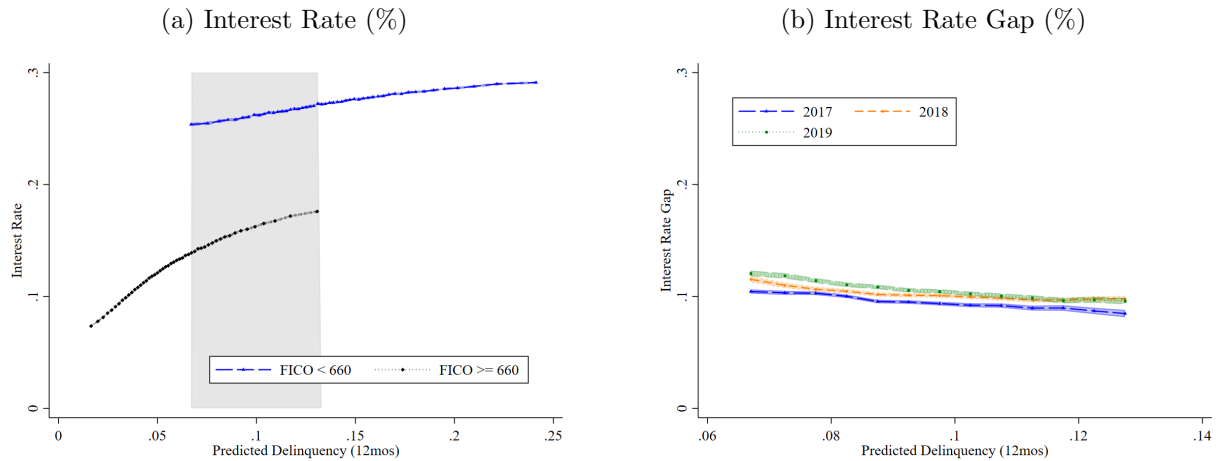 (a) Interest Rate (%)
.3
.2
.1
0
Interest Rate
FICO < 660
FICO >= 660
0
.05
.1
.15
.2
.25
Predicted Delinquency (12mos)
(b) Interest Rate Gap (%)
.3
.2
.1
0
Interest Rate Gap
2017
2018
2019
.06
.08
.1
.12
.14
Predicted Delinquency (12mos)